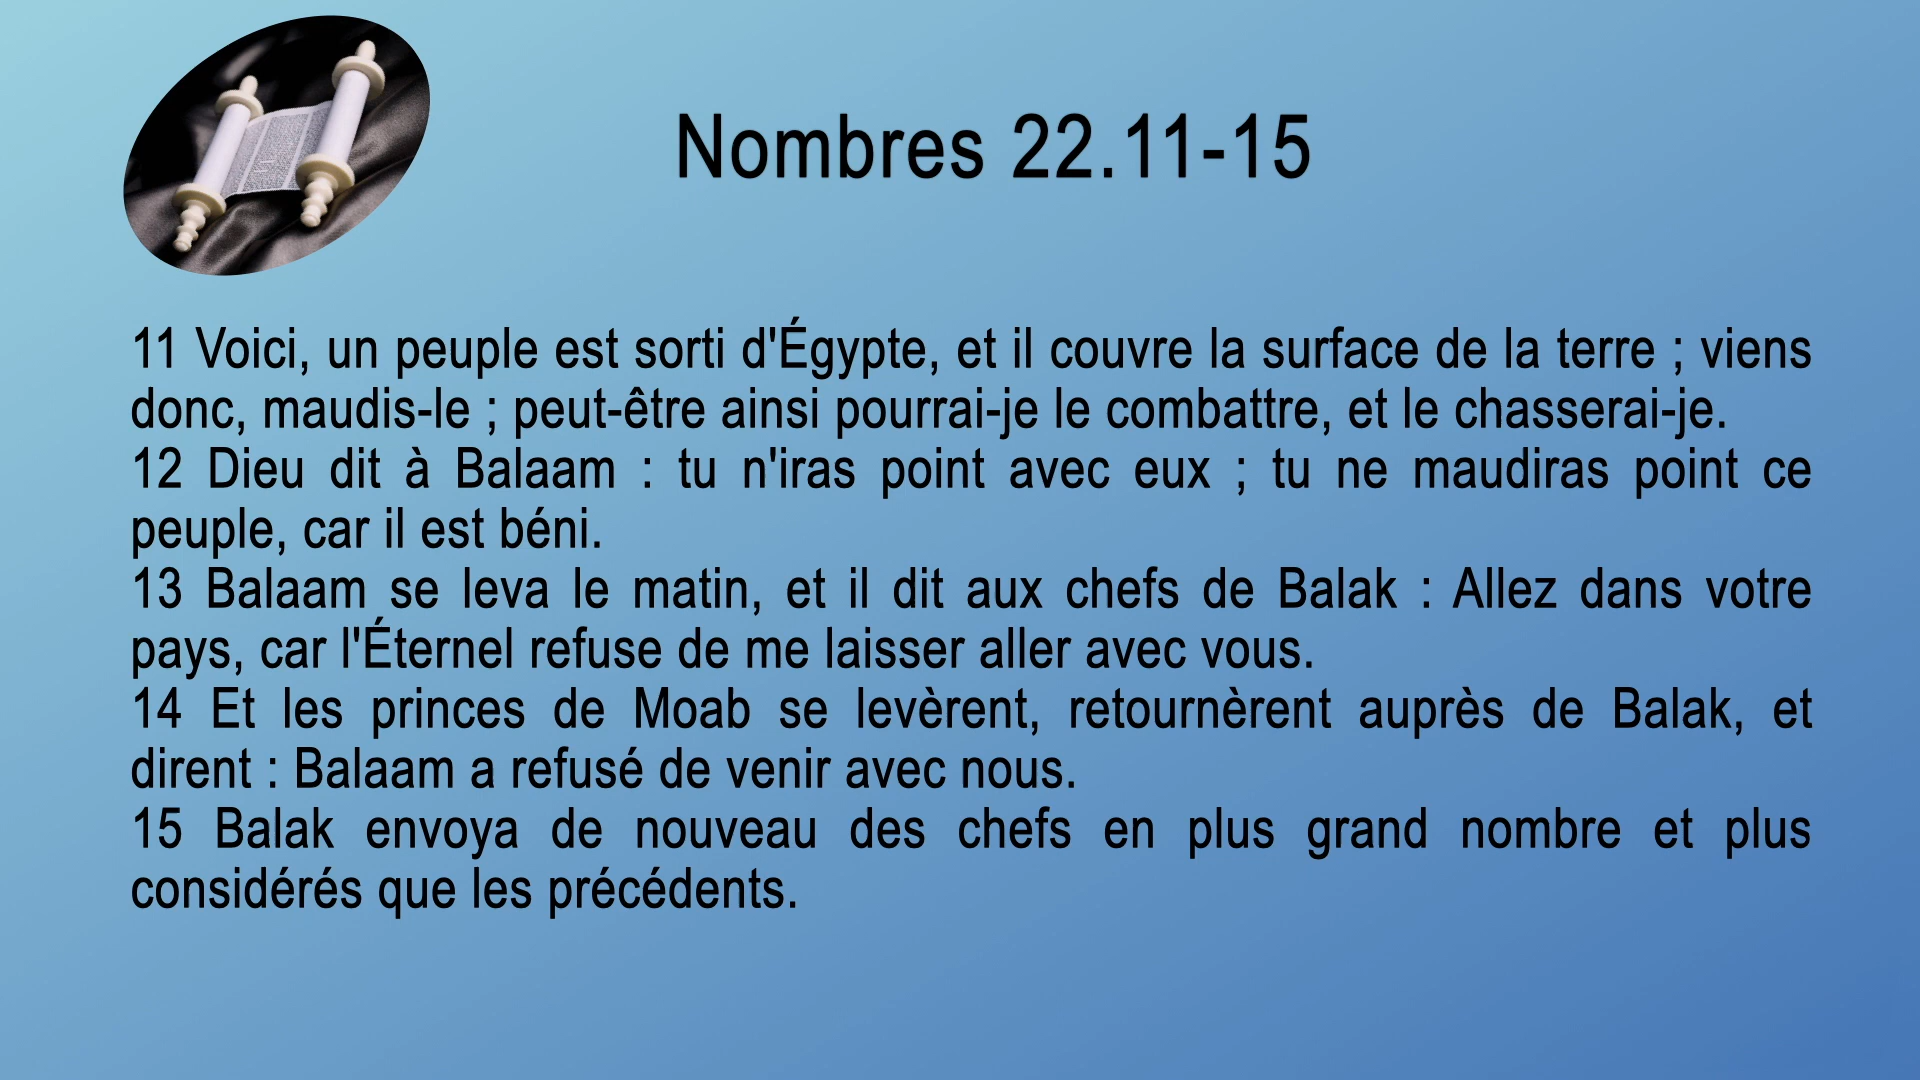 Nombres 22.11-15
11 Voici, un peuple est sorti d'Égypte, et il couvre la surface de la terre ; viens
donc, maudis-le ; peut-être ainsi pourrai-je le combattre, et le chasserai-je.
12 Dieu dit à Balaam : tu n'iras point avec eux ; tu ne maudiras point ce
peuple, car il est béni.
13 Balaam se leva le matin, et il dit aux chefs de Balak : Allez dans votre
pays, car l'Éternel refuse de me laisser aller avec vous.
14 Et les princes de Moab se levèrent, retournèrent auprès de Balak, et
dirent : Balaam a refusé de venir avec nous.
15 Balak envoya de nouveau des chefs en plus grand nombre et plus
considérés que les précédents.